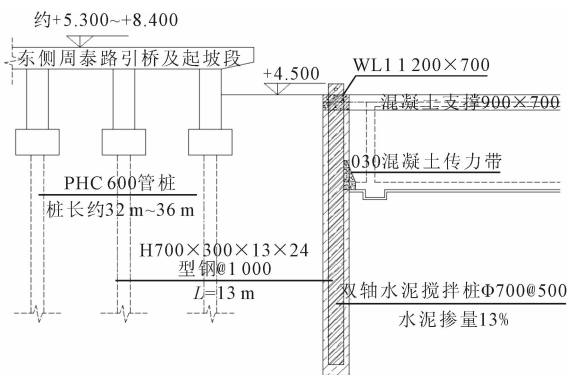 约+5.300~+8.400
东侧周泰路引桥及起坡段
+4.500
WL1 1 200×700
混凝土支撑900×700
030混凝土传力带
PHC 600管桩
桩长约32 m~36 m
H700×300×13×24
型钢@1 000
L=13 m
双轴水泥搅拌桩Φ700@500
水泥掺量13%